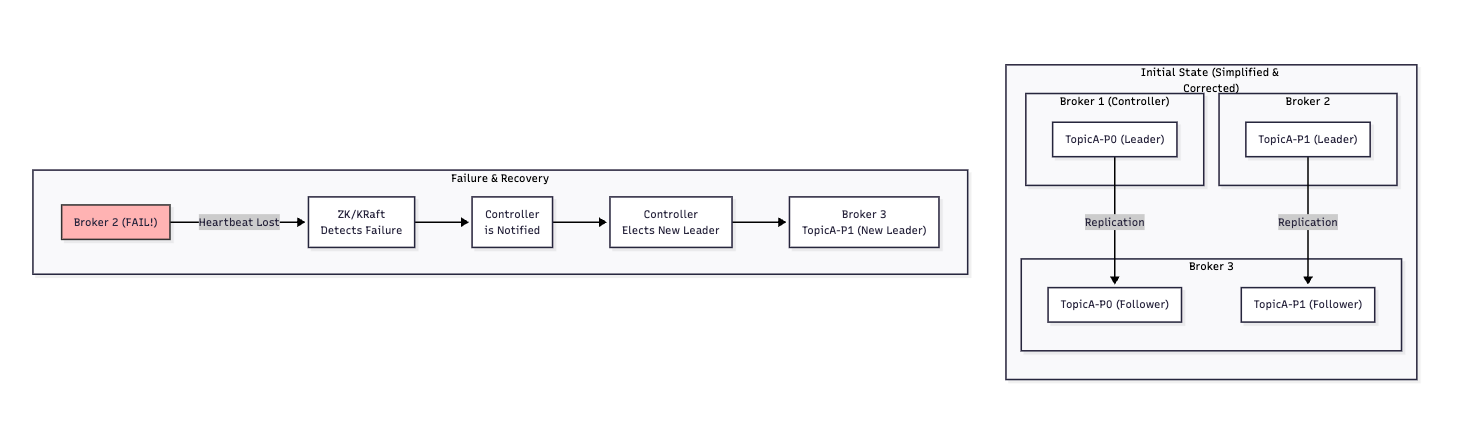 Failure & Recovery
Broker 2 (FAIL!)
Heartbeat Lost
ZK/KRaft
Detects Failure
Controller
is Notified
Controller
Elects New Leader
Broker 3
TopicA-P1 (New Leader)
Initial State (Simplified &
Corrected)
Broker 1 (Controller)
TopicA-P0 (Leader)
Broker 2
TopicA-P1 (Leader)
Replication
Replication
Broker 3
TopicA-P0 (Follower)
TopicA-P1 (Follower)